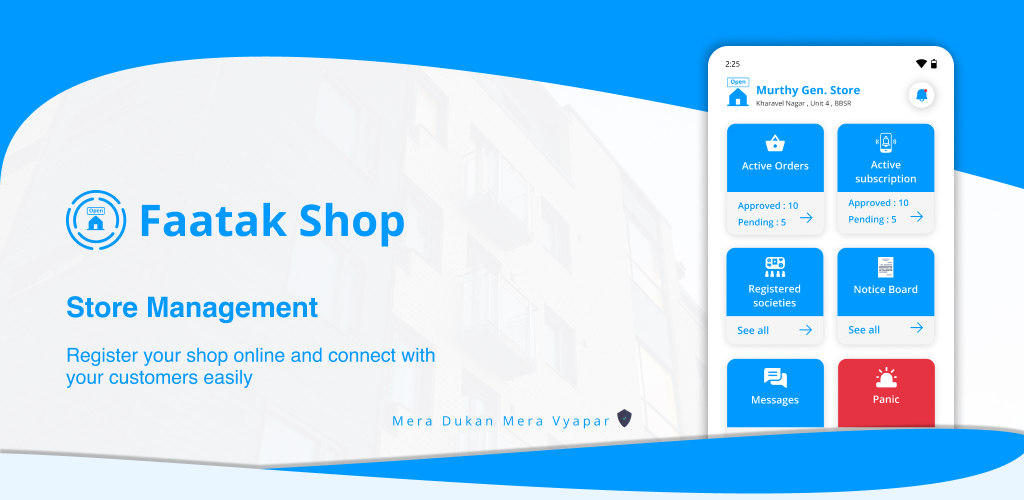 Open
Faatak Shop
Store Management
Register your shop online and connect with
your customers easily
Mera Dukan Mera Vyapar
2:25
Open
Murthy Gen. Store
Kharavel Nagar , Unit 4 , BBSR
Active Orders
Approved : 10
Pending : 5
Active
subscription
Approved : 10
Pending : 5
Registered
societies
See all
Notice Board
See all
Messages
Panic